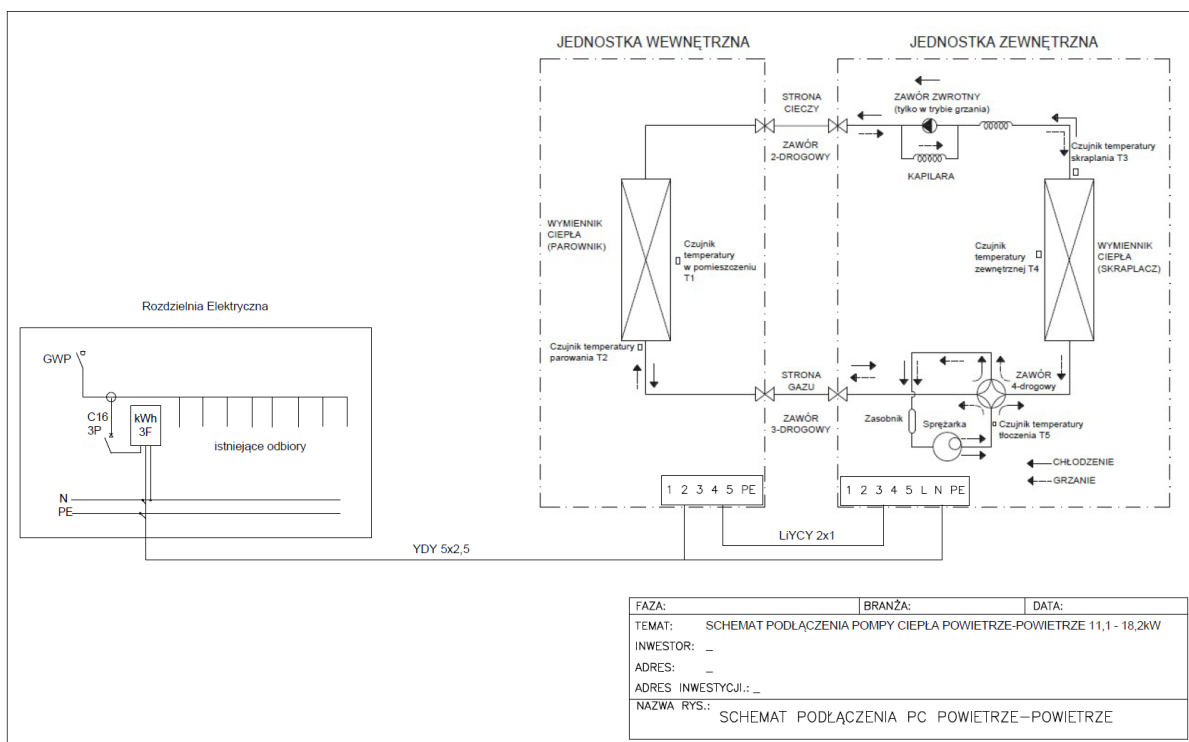 JEDNOSTKA WEWNĘTRZNA
JEDNOSTKA ZEWNĘTRZNA
STRONA
CIECZY
ZAWÓR ZWROTNY
(tylko w trybie grzania)
ZAWÓR
2-DROGOWY
KAPILARA
Czujnik temperatury
skraplania T3
WYMIENNIK
CIEPŁA
(PAROWNIK)
Czujnik
temperatury
w pomieszczeniu
T1
Czujnik
temperatury
zewnętrznej T4
WYMIENNIK
CIEPŁA
(SKRAPLACZ)
Czujnik temperatury
parowania T2
STRONA
GAZU
ZAWÓR
3-DROGOWY
ZAWÓR
4-drogowy
Zasobnik
Sprężarka
Czujnik temperatury
tłoczenia T5
CHŁODZENIE
GRZANIE
1 2 3 4 5 PE
1 2 3 4 5 L N PE
LiYCY 2x1
YDY 5x2,5
Rozdzielnia Elektryczna
GWP
C16
3P
kWh
3F
istniejące odbiory
N
PE
FAZA: BRANŻA: DATA:
TEMAT: SCHEMAT PODŁĄCZENIA POMPY CIEPŁA POWIETRZE-POWIETRZE 11,1 - 18,2kW
INWESTOR: _
ADRES: _
ADRES INWESTYCJI.: _
NAZWA RYS.:
SCHEMAT PODŁĄCZENIA PC POWIETRZE-POWIETRZE